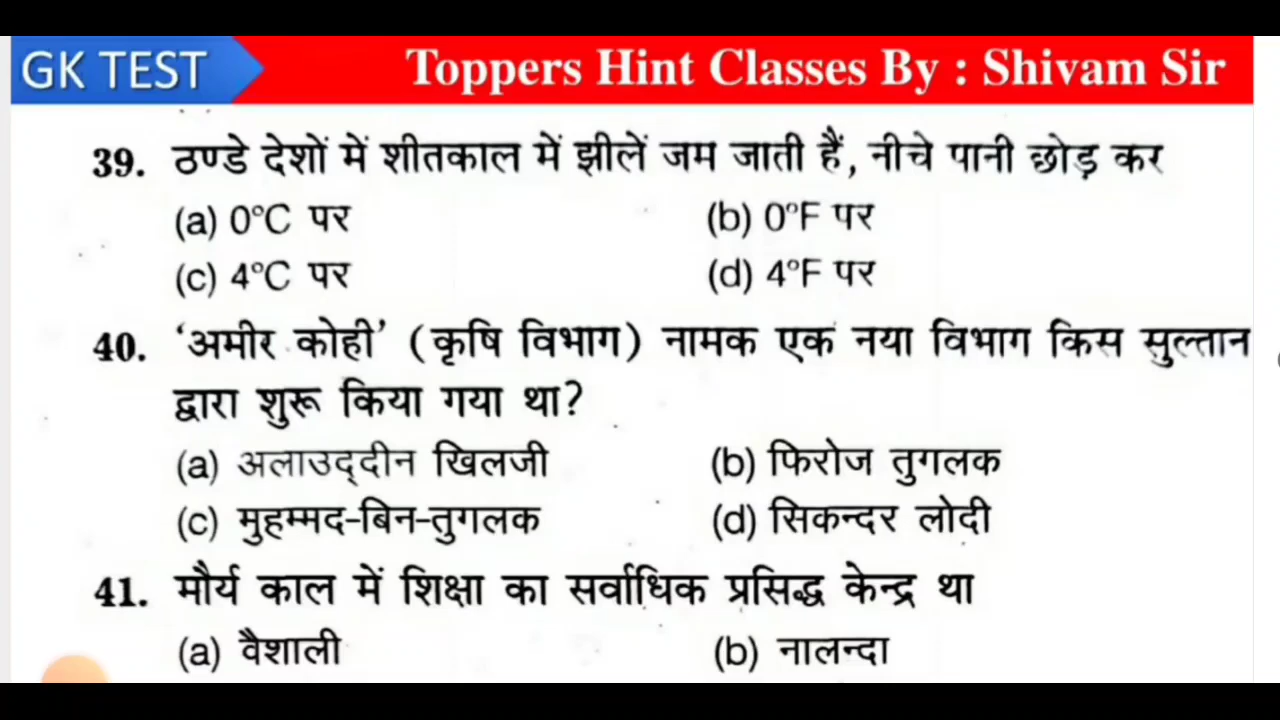 GK TEST
Toppers Hint Classes By : Shivam Sir
39. ठण्डे देशों में शीतकाल में झीलें जम जाती हैं, नीचे पानी छोड़ कर
(a) 0°C पर (b) 0°F पर
(c) 4°C पर (d) 4°F पर
40. ‘अमीर कोही’ (कृषि विभाग) नामक एक नया विभाग किस सुल्तान
द्वारा शुरू किया गया था?
(a) अलाउद्दीन खिलजी (b) फिरोज तुगलक
(c) मुहम्मद-बिन-तुगलक (d) सिकन्दर लोदी
41. मौर्य काल में शिक्षा का सर्वाधिक प्रसिद्ध केन्द्र था
(a) वैशाली (b) नालन्दा